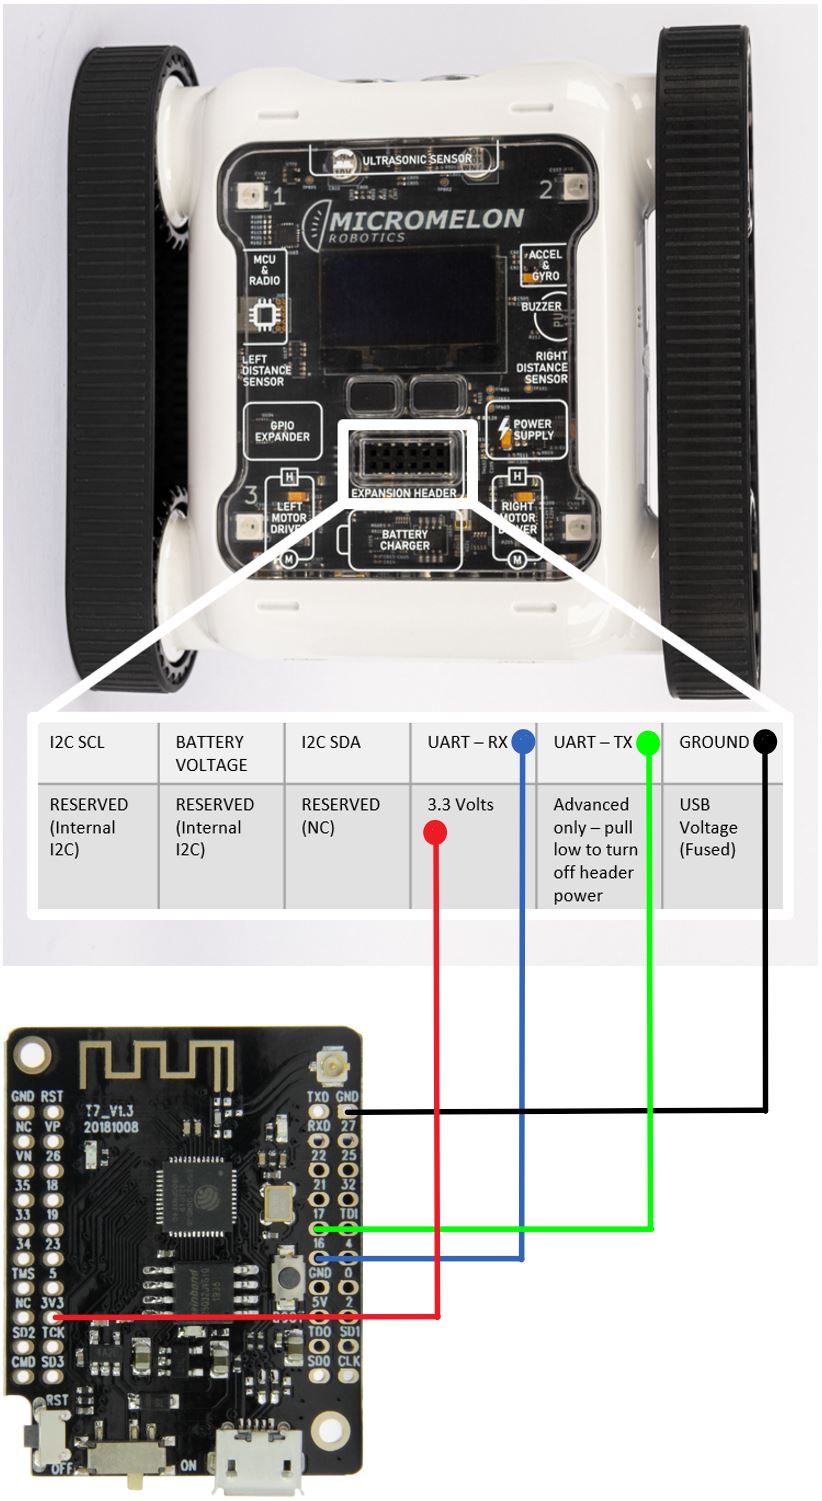 ULTRASONIC SENSOR
1
2
MICROMELON
ROBOTICS
MCU
&
RADIO
ACCEL
&
GYRO
BUZZER
LEFT
DISTANCE
SENSOR
RIGHT
DISTANCE
SENSOR
GPIO
EXPANDER
POWER
SUPPLY
EXPANSION HEADER
3
4
H
LEFT
MOTOR
DRIVER
M
BATTERY
CHARGER
H
RIGHT
MOTOR
DRIVER
M
I2C SCL
BATTERY
VOLTAGE
I2C SDA
UART – RX
UART – TX
GROUND
RESERVED
(Internal
I2C)
RESERVED
(Internal
I2C)
RESERVED
(NC)
3.3 Volts
Advanced
only – pull
low to turn
off header
power
USB
Voltage
(Fused)
GND RST
NC VP
VN 26
35 18
33 19
34 23
TMS 5
NC 3V3
SD2 TCK
CMD SD3
T7_V1.3
20181008
TXD GND
RXD 27
22 25
21 32
17 TDI
16 4
GND 0
5V 2
TDO SD1
SD0 CLK
RST
OFF
ON